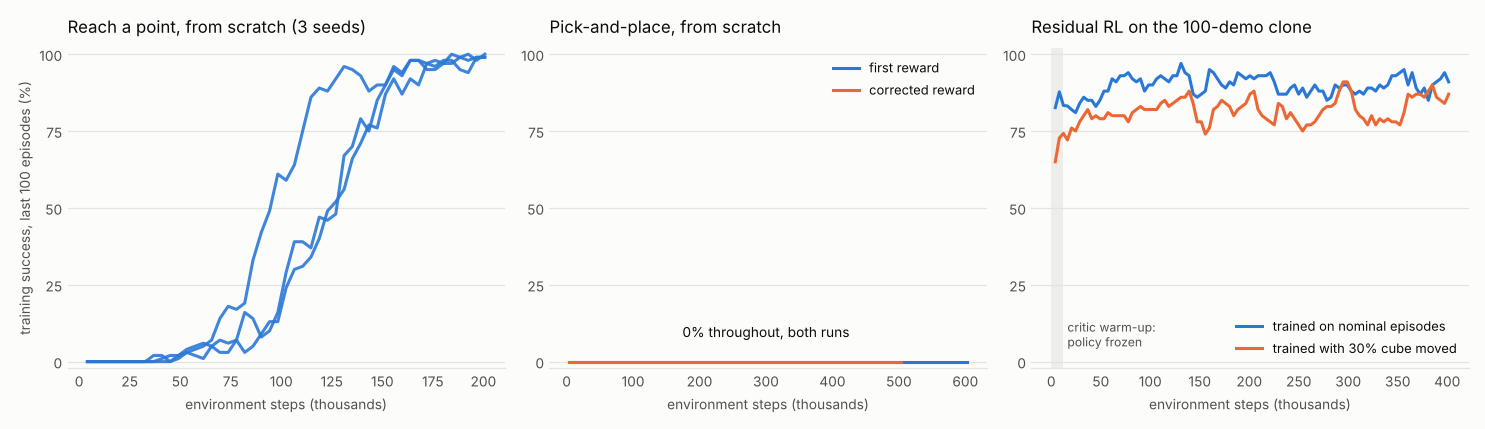 Reach a point, from scratch (3 seeds)
training success, last 100 episodes (%)
100
75
50
25
0
0 25 50 75 100 125 150 175 200
environment steps (thousands)
Pick-and-place, from scratch
100
75
50
25
0
first reward
corrected reward
0% throughout, both runs
0 100 200 300 400 500 600
environment steps (thousands)
Residual RL on the 100-demo clone
100
75
50
25
0
critic warm-up:
policy frozen
trained on nominal episodes
trained with 30% cube moved
0 50 100 150 200 250 300 350 400
environment steps (thousands)